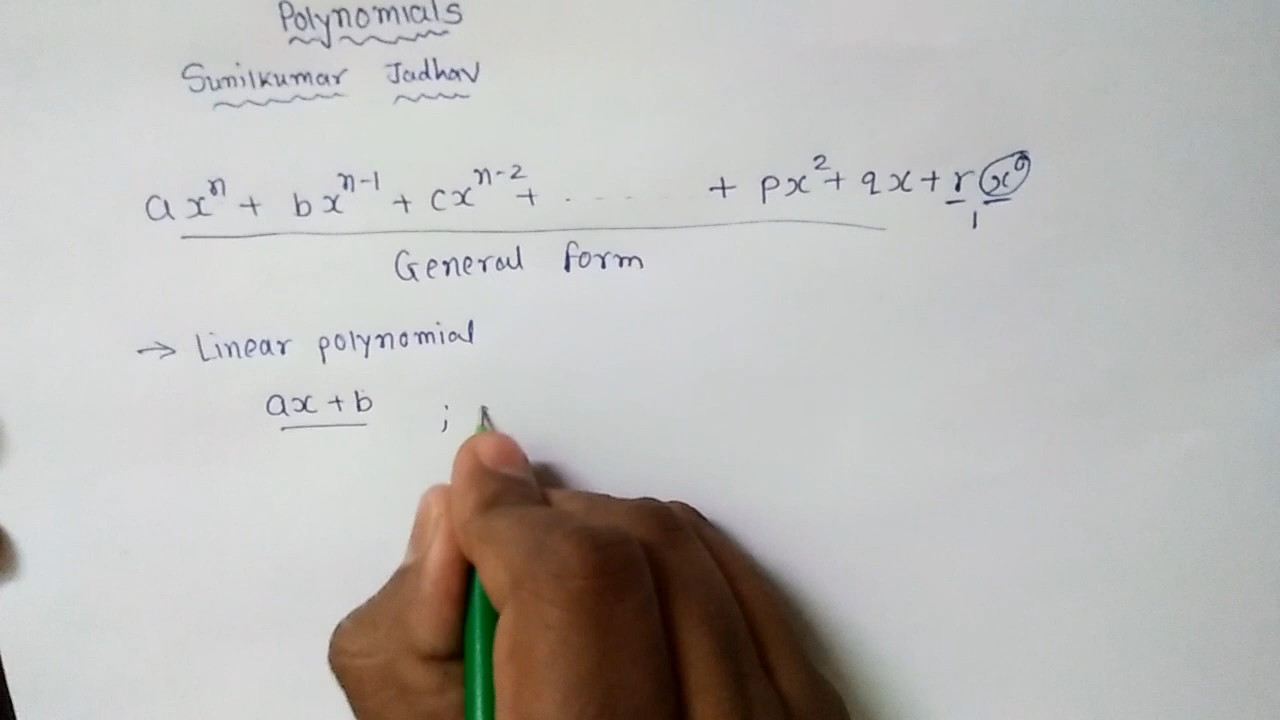 Polynomials
Sunilkumar Jadhav
ax^n + bx^(n-1) + cx^(n-2) + . . . . . . + px^2 + qx + r x^0
1
General form
→ Linear polynomial
ax + b ;